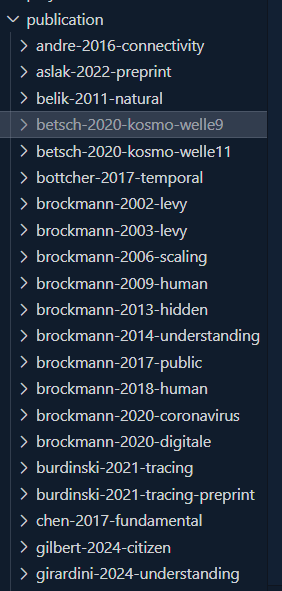 publication
andre-2016-connectivity
aslak-2022-preprint
belik-2011-natural
betsch-2020-kosmo-welle9
betsch-2020-kosmo-welle11
bottcher-2017-temporal
brockmann-2002-levy
brockmann-2003-levy
brockmann-2006-scaling
brockmann-2009-human
brockmann-2013-hidden
brockmann-2014-understanding
brockmann-2017-public
brockmann-2018-human
brockmann-2020-coronavirus
brockmann-2020-digitale
burdinski-2021-tracing
burdinski-2021-tracing-preprint
chen-2017-fundamental
gilbert-2024-citizen
girardini-2024-understanding